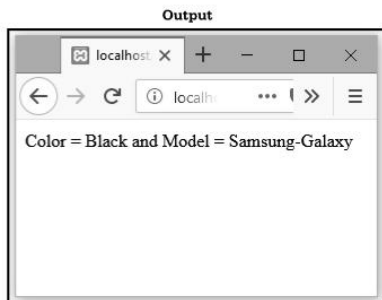 Output
localhost
localh
Color = Black and Model = Samsung-Galaxy